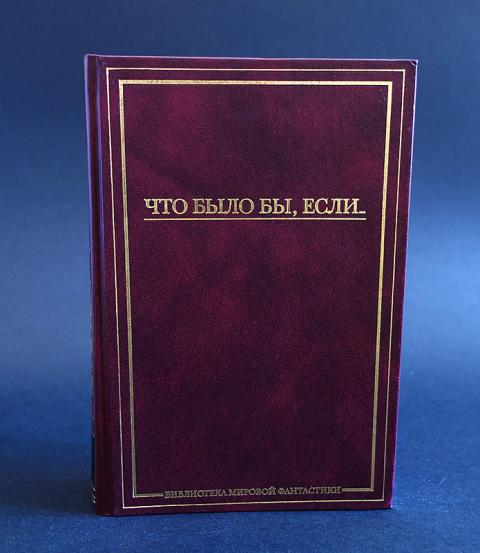 ЧТО БЫЛО БЫ, ЕСЛИ...
БИБЛИОТЕКА МИРОВОЙ ФАНТАСТИКИ